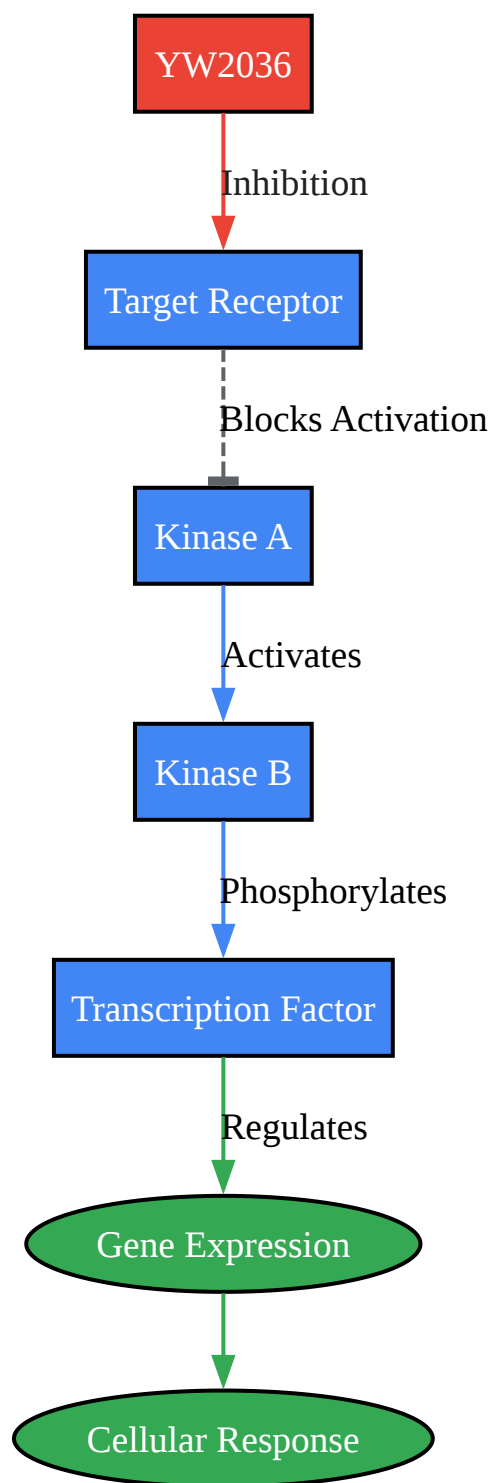 YW2036
Inhibition
Target Receptor
Blocks Activation
Kinase A
Activates
Kinase B
Phosphorylates
Transcription Factor
Regulates
Gene Expression
Cellular Response